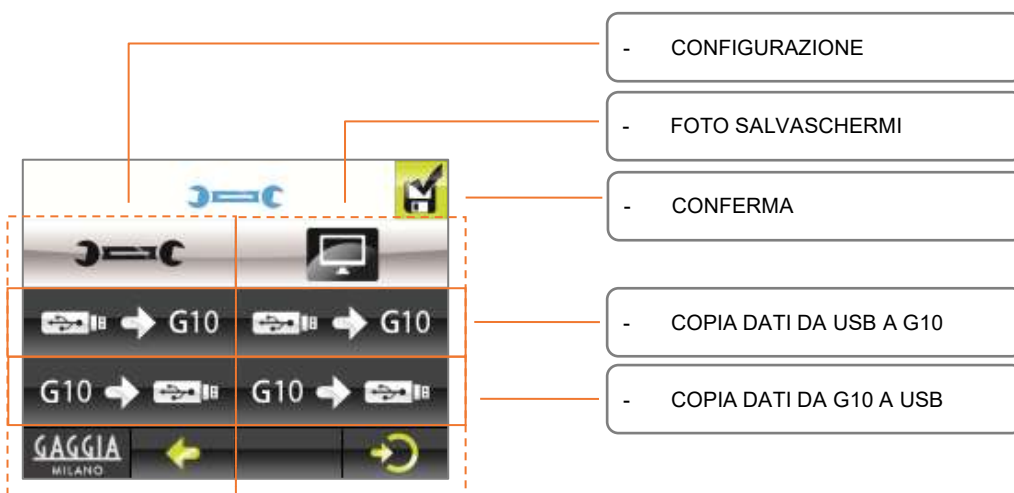 - CONFIGURAZIONE
- FOTO SALVASCHERMI
- CONFERMA
- COPIA DATI DA USB A G10
- COPIA DATI DA G10 A USB
G10 G10
G10 G10
GAGGIA
MILANO